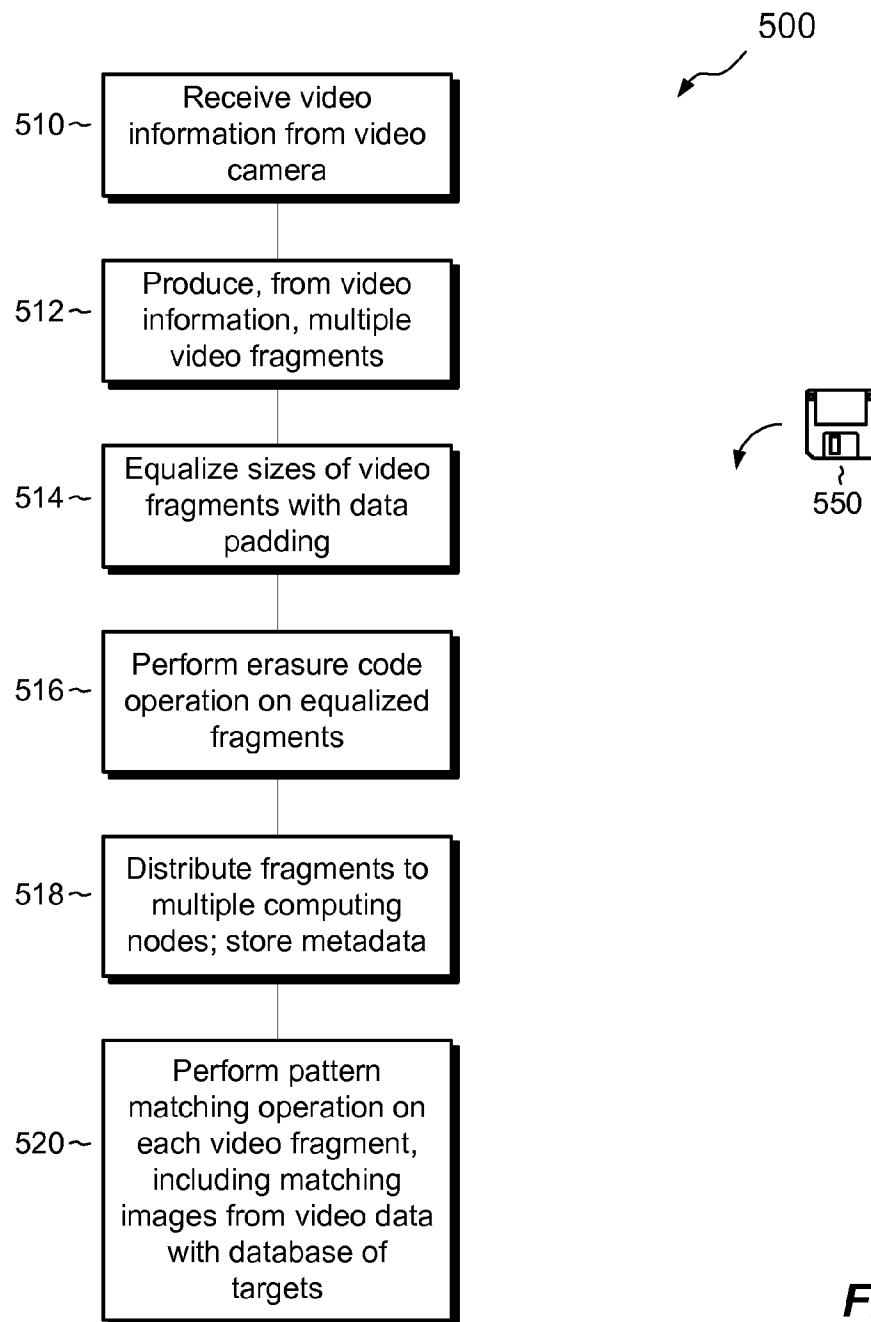 500
510~
Receive video
information from video
camera
512~
Produce, from video
information, multiple
video fragments
514~
Equalize sizes of video
fragments with data
padding
550
516~
Perform erasure code
operation on equalized
fragments
518~
Distribute fragments to
multiple computing
nodes; store metadata
520~
Perform pattern
matching operation on
each video fragment,
including matching
images from video data
with database of
targets